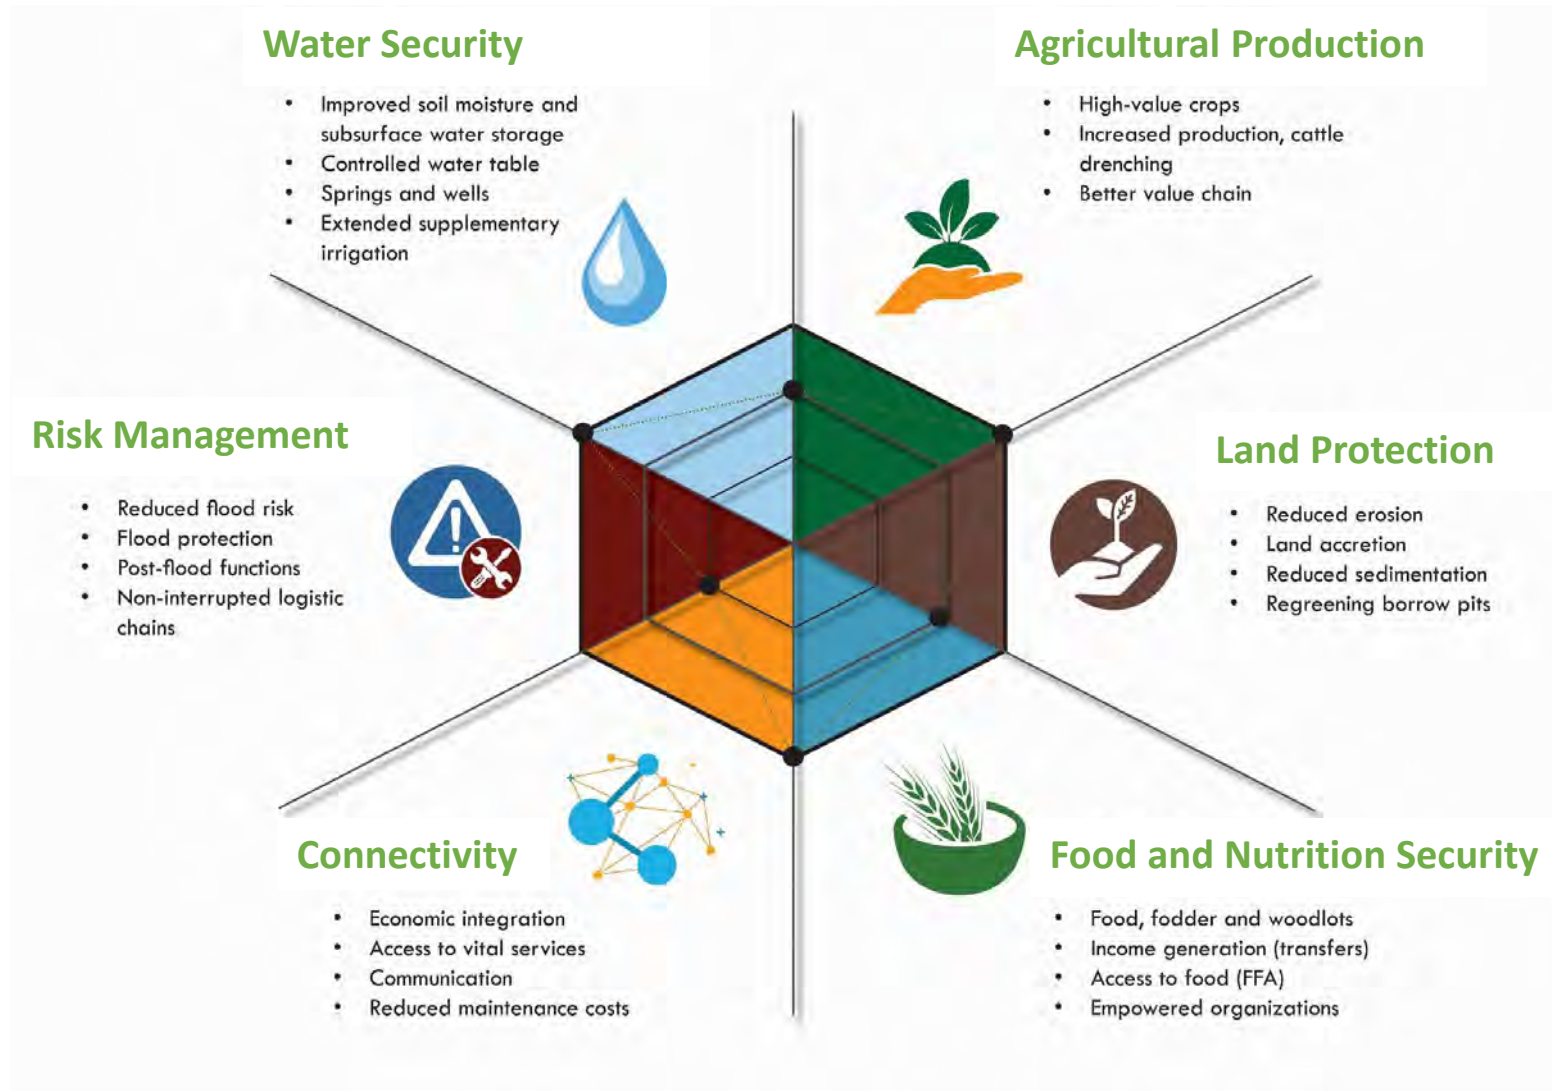 Water Security
• Improved soil moisture and
subsurface water storage
• Controlled water table
• Springs and wells
• Extended supplementary
irrigation
Agricultural Production
• High-value crops
• Increased production, cattle
drenching
• Better value chain
Risk Management
• Reduced flood risk
• Flood protection
• Post-flood functions
• Non-interrupted logistic
chains
Land Protection
• Reduced erosion
• Land accretion
• Reduced sedimentation
• Regreening borrow pits
Connectivity
• Economic integration
• Access to vital services
• Communication
• Reduced maintenance costs
Food and Nutrition Security
• Food, fodder and woodlots
• Income generation (transfers)
• Access to food (FFA)
• Empowered organizations